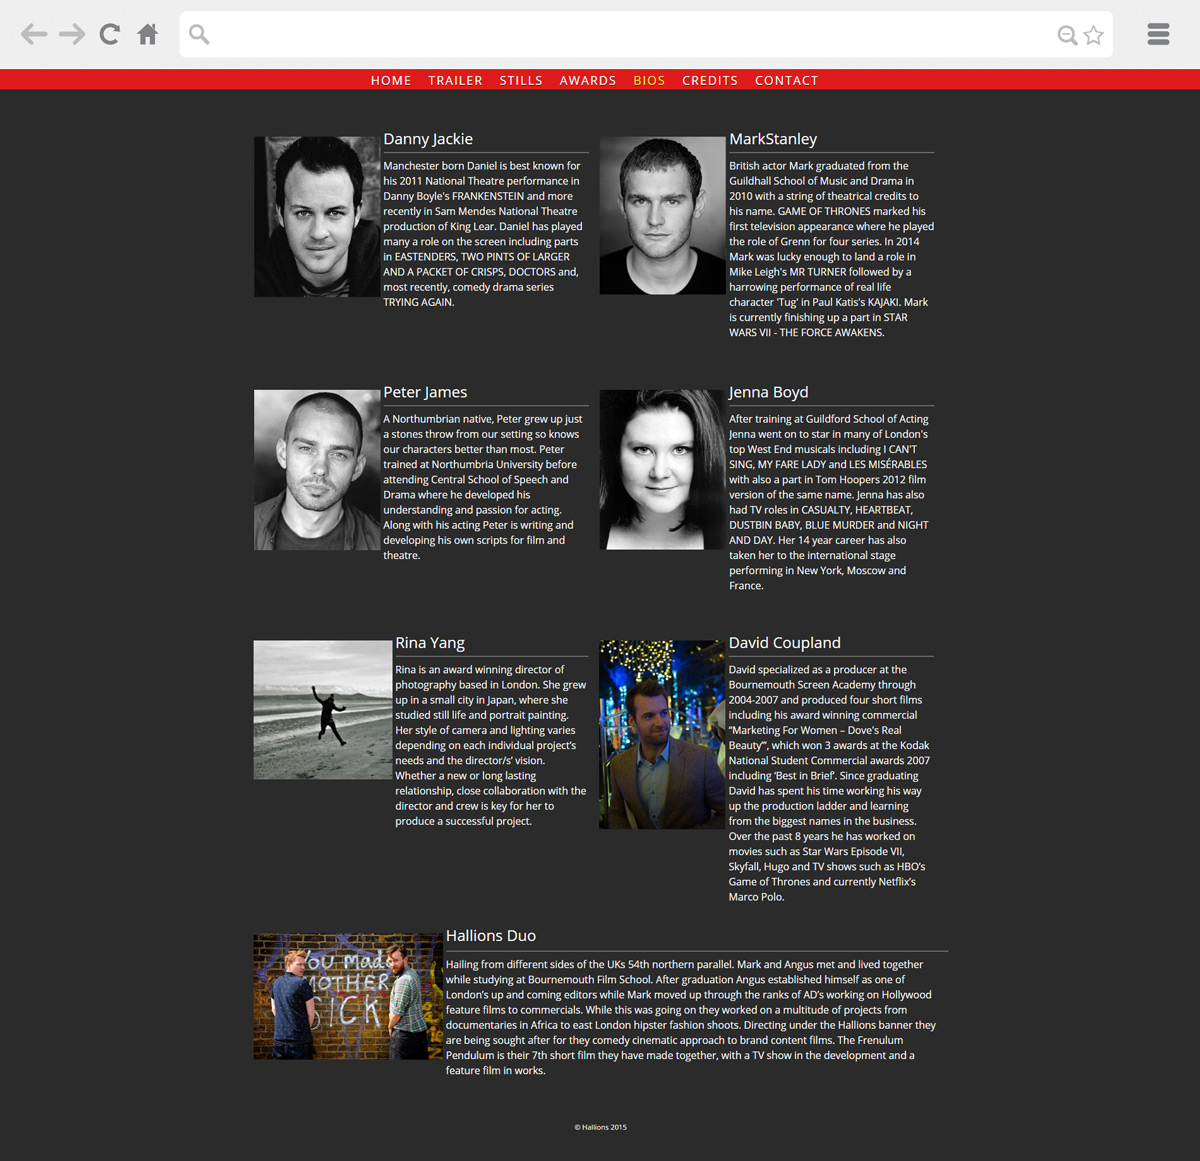 HOME TRAILER STILLS AWARDS BIOS CREDITS CONTACT
Danny Jackie
Manchester born Daniel is best known for
his 2011 National Theatre performance in
Danny Boyle's FRANKENSTEIN and more
recently in Sam Mendes National Theatre
production of King Lear. Daniel has played
many a role on the screen including parts
in EASTENDERS, TWO PINTS OF LARGER
AND A PACKET OF CRISPS, DOCTORS and,
most recently, comedy drama series
TRYING AGAIN.
MarkStanley
British actor Mark graduated from the
Guildhall School of Music and Drama in
2010 with a string of theatrical credits to
his name. GAME OF THRONES marked his
first television appearance where he played
the role of Grenn for four series. In 2014
Mark was lucky enough to land a role in
Mike Leigh's MR TURNER followed by a
harrowing performance of real life
character 'Tug' in Paul Katis's KAJAKI. Mark
is currently finishing up a part in STAR
WARS VII - THE FORCE AWAKENS.
Peter James
A Northumbrian native, Peter grew up just
a stones throw from our setting so knows
our characters better than most. Peter
trained at Northumbria University before
attending Central School of Speech and
Drama where he developed his
understanding and passion for acting.
Along with his acting Peter is writing and
developing his own scripts for film and
theatre.
Jenna Boyd
After training at Guildford School of Acting
Jenna went on to star in many of London's
top West End musicals including I CAN'T
SING, MY FARE LADY and LES MISÉRABLES
with also a part in Tom Hoopers 2012 film
version of the same name. Jenna has also
had TV roles in CASUALTY, HEARTBEAT,
DUSTBIN BABY, BLUE MURDER and NIGHT
AND DAY. Her 14 year career has also
taken her to the international stage
performing in New York, Moscow and
France.
Rina Yang
Rina is an award winning director of
photography based in London. She grew
up in a small city in Japan, where she
studied still life and portrait painting.
Her style of camera and lighting varies
depending on each individual project's
needs and the director/s' vision.
Whether a new or long lasting
relationship, close collaboration with the
director and crew is key for her to
produce a successful project.
David Coupland
David specialized as a producer at the
Bournemouth Screen Academy through
2004-2007 and produced four short films
including his award winning commercial
“Marketing For Women – Dove's Real
Beauty'”, which won 3 awards at the Kodak
National Student Commercial awards 2007
including ‘Best in Brief’. Since graduating
David has spent his time working his way
up the production ladder and learning
from the biggest names in the business.
Over the past 8 years he has worked on
movies such as Star Wars Episode VII,
Skyfall, Hugo and TV shows such as HBO’s
Game of Thrones and currently Netflix’s
Marco Polo.
YOU made
MOTHER
DICK
Hallions Duo
Hailing from different sides of the UKs 54th northern parallel. Mark and Angus met and lived together
while studying at Bournemouth Film School. After graduation Angus established himself as one of
London’s up and coming editors while Mark moved up through the ranks of AD’s working on Hollywood
feature films to commercials. While this was going on they worked on a multitude of projects from
documentaries in Africa to east London hipster fashion shoots. Directing under the Hallions banner they
are being sought after for they comedy cinematic approach to brand content films. The Frenulum
Pendulum is their 7th short film they have made together, with a TV show in the development and a
feature film in works.
© Hallions 2015